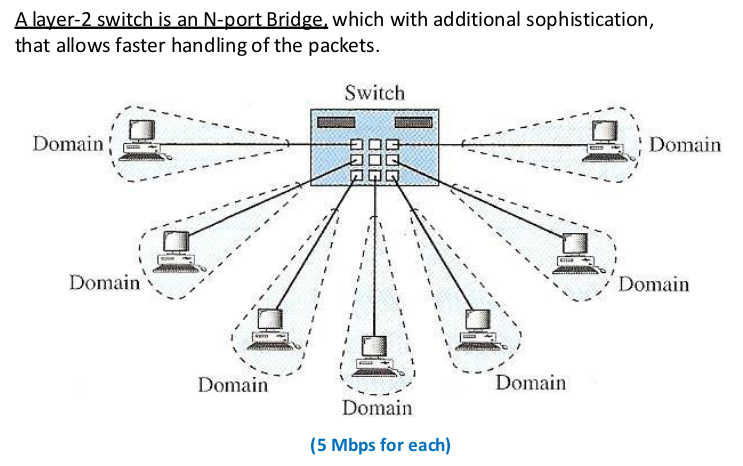 A layer-2 switch is an N-port Bridge, which with additional sophistication,
that allows faster handling of the packets.
Switch
Domain
Domain
Domain
Domain
Domain
Domain
Domain
(5 Mbps for each)